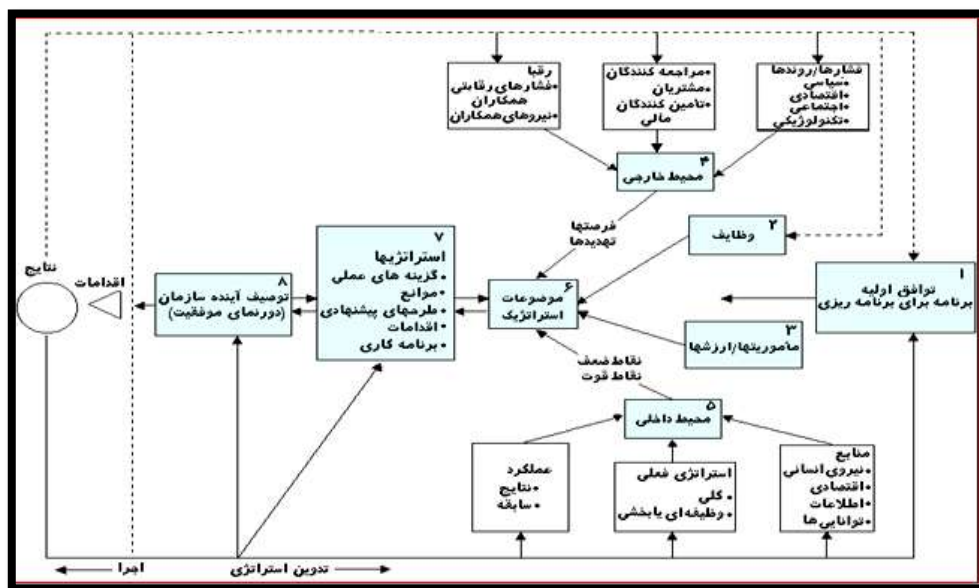 فشارها/روندها
•سیاسی
•اقتصادی
•اجتماعی
•تکنولوژیکی
•مراجعه کنندگان
•مشتریان
•تأمین کنندگان
مالی
رقبا
•فشارهای رقابتی
همکاران
•نیروهای همکاران
۴
محیط خارجی
فرصتها
تهدیدها
۱
توافق اولیه
برنامه برای برنامه ریزی
۲
وظایف
۳
مأموریتها/ارزشها
۶
موضوعات
استراتژیک
۷
استراتژیها
•گزینه های عملی
•موانع
•طرحهای پیشنهادی
•اقدامات
•برنامه کاری
۸
توصیف آینده سازمان
(دورنمای موفقیت)
اقدامات
نتایج
نقاط ضعف
نقاط قوت
۵
محیط داخلی
منابع
•نیروی انسانی
•اقتصادی
•اطلاعات
•توانایی ها
استراتژی فعلی
•کلی
•وظیفه ای یابخشی
عملکرد
•نتایج
•سابقه
تدوین استراتژی
اجرا